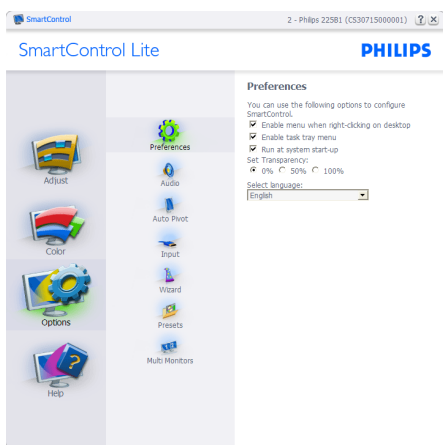 SmartControl
2 - Philips 225B1 (CS30715000001)
? X
SmartControl Lite
PHILIPS
Adjust
Color
Options
Help
Preferences
Audio
Auto Pivot
Input
Wizard
Presets
Multi Monitors
Preferences
You can use the following options to configure
SmartControl.
Enable menu when right-clicking on desktop
Enable task tray menu
Run at system start-up
Set Transparency:
0% 50% 100%
Select language:
English